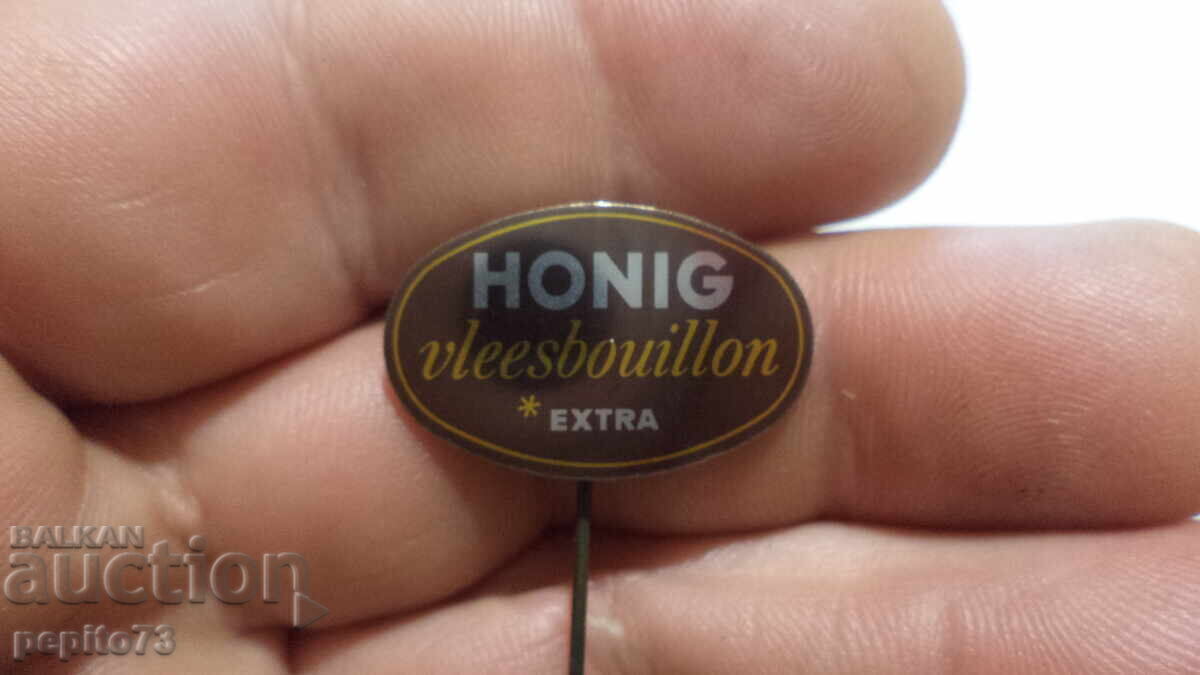 HONIG
vleesbouillon
* EXTRA
BALKAN
auction
pepito73